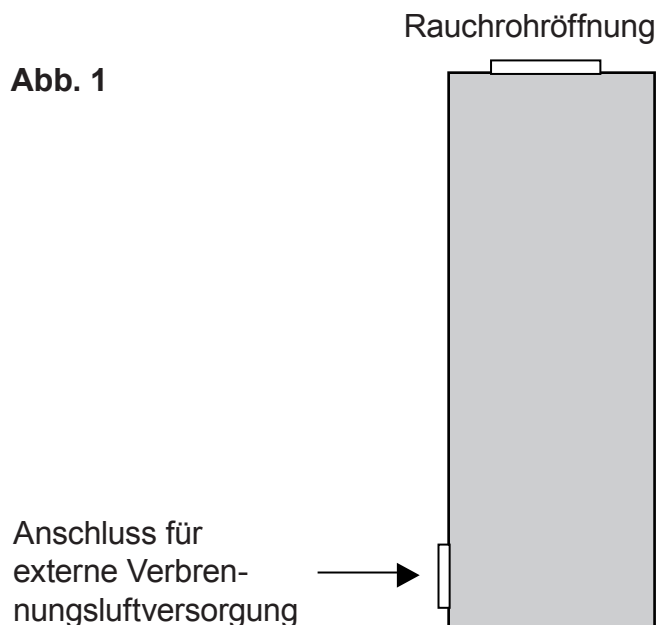 Rauchrohröffnung
Abb. 1
Anschluss für
externe Verbren-
nungsluftversorgung